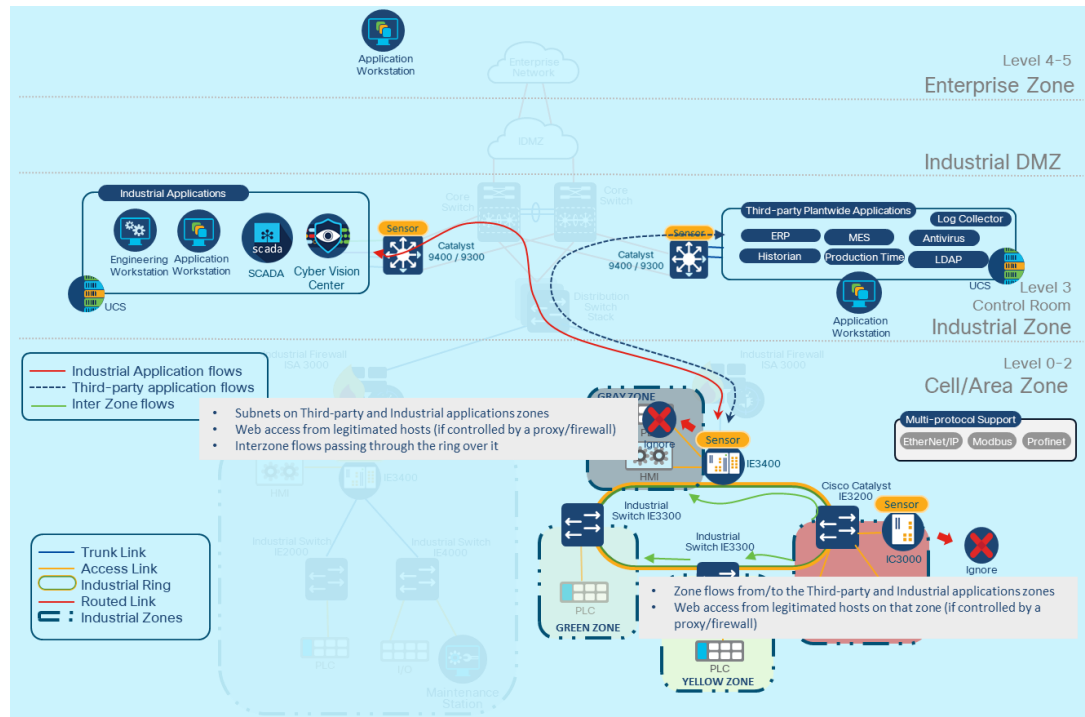 Application
Workstation
Enterprise
Network
Level 4-5
Enterprise Zone
IDMZ
Industrial DMZ
Industrial Applications
Engineering
Workstation
Application
Workstation
SCADA
scada
Cyber Vision
Center
UCS
Sensor
Catalyst
9400 / 9300
Core
Switch
Core
Switch
Sensor
Catalyst
9400 / 9300
Third-party Plantwide Applications
Log Collector
ERP
MES
Antivirus
Historian
Production Time
LDAP
UCS
Application
Workstation
Distribution
Switch
Stack
Level 3
Control Room
Industrial Zone
Industrial Application flows
Third-party application flows
Inter Zone flows
Industrial Firewall
ISA 3000
Industrial Firewall
ISA 3000
Level 0-2
Cell/Area Zone
Subnets on Third-party and Industrial applications zones
Web access from legitimated hosts (if controlled by a proxy/firewall)
Interzone flows passing through the ring over it
GRAY ZONE
Ignore
HMI
Sensor
IE3400
Multi-protocol Support
EtherNet/IP
Modbus
Profinet
HMI
IE3400
Industrial
Switch IE3300
Cisco Catalyst
IE3200
Sensor
IC3000
Ignore
Industrial
Switch IE3300
Industrial Switch
IE2000
Industrial Switch
IE4000
Trunk Link
Access Link
Industrial Ring
Routed Link
Industrial Zones
PLC
GREEN ZONE
Zone flows from/to the Third-party and Industrial applications zones
Web access from legitimated hosts on that zone (if controlled by a
proxy/firewall)
PLC
YELLOW ZONE
PLC
I/O
Maintenance
Station